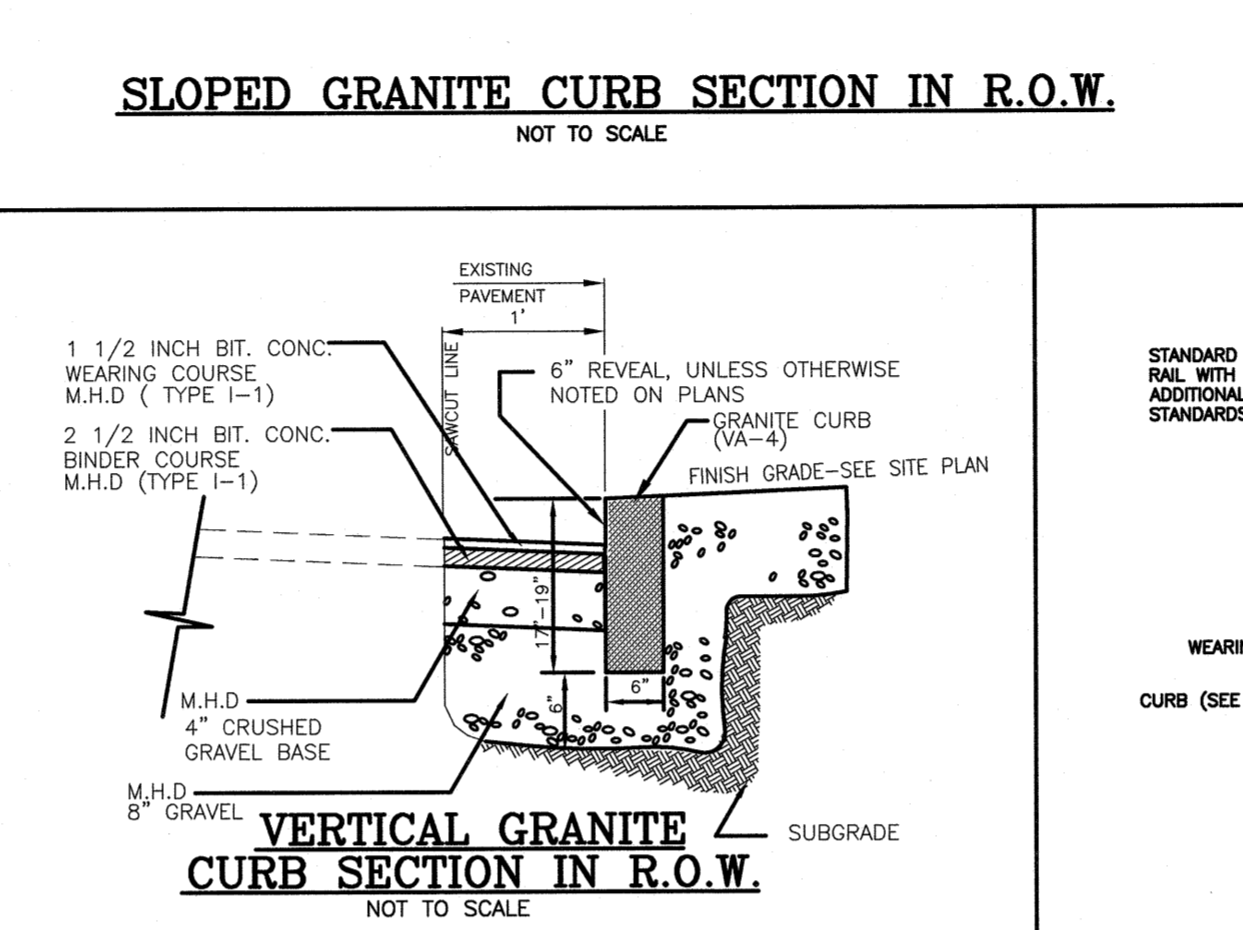 SLOPED GRANITE CURB SECTION IN R.O.W.
NOT TO SCALE
EXISTING
PAVEMENT
1'
SAWCUT LINE
1 1/2 INCH BIT. CONC.
WEARING COURSE
M.H.D ( TYPE I-1)
2 1/2 INCH BIT. CONC.
BINDER COURSE
M.H.D (TYPE I-1)
6" REVEAL, UNLESS OTHERWISE
NOTED ON PLANS
GRANITE CURB
(VA-4)
FINISH GRADE-SEE SITE PLAN
17"-19"
6"
6"
M.H.D
4" CRUSHED
GRAVEL BASE
M.H.D
8" GRAVEL
SUBGRADE
VERTICAL GRANITE
CURB SECTION IN R.O.W.
NOT TO SCALE
STANDARD
RAIL WITH
ADDITIONAL
STANDARDS
WEARIN
CURB (SEE